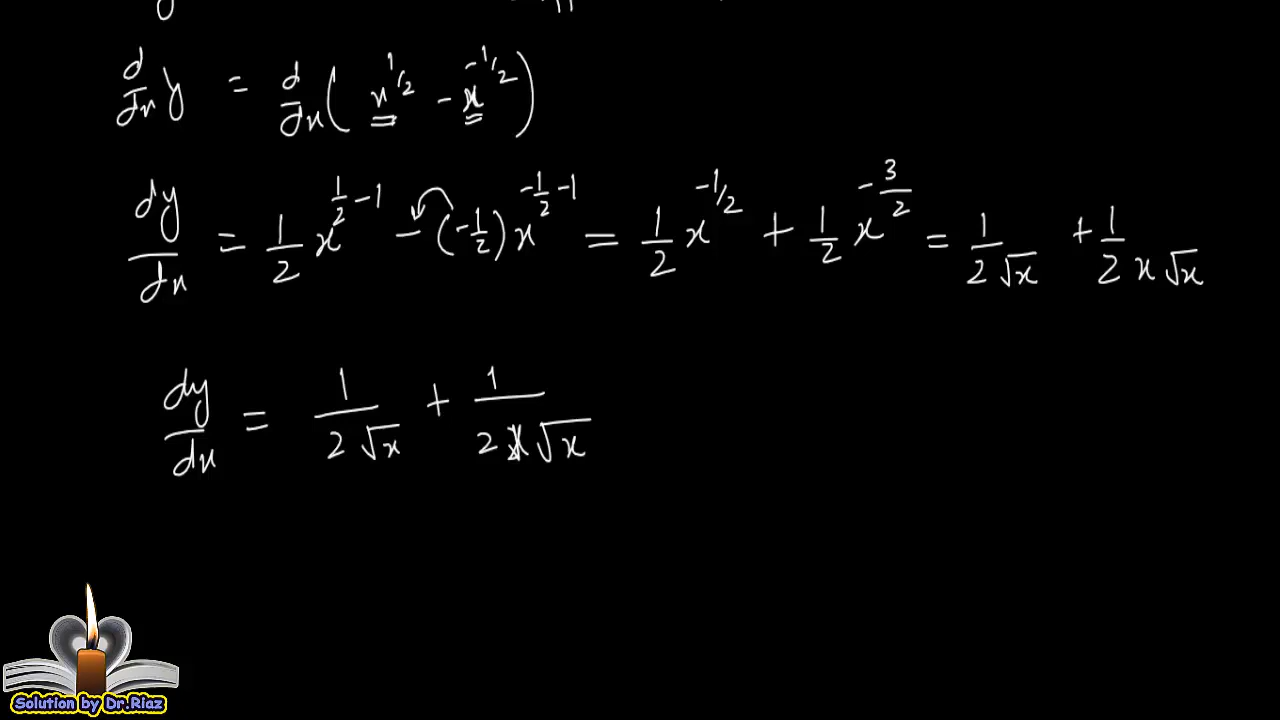 d/dx y = d/dx ( x^1/2 - x^-1/2 )
dy/dx = 1/2 x^(1/2 - 1) - (-1/2) x^(-1/2 - 1) = 1/2 x^-1/2 + 1/2 x^-3/2 = 1/(2√x) + 1/(2x√x)
dy/dx = 1/(2√x) + 1/(2x√x)
Solution by Dr.Riaz